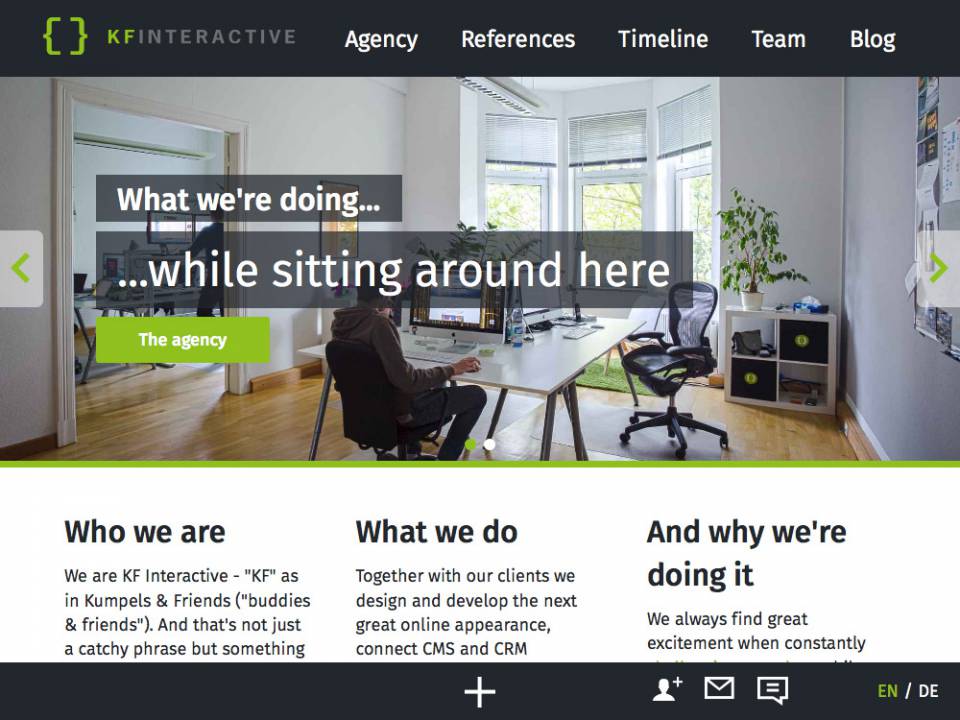 { } KFINTERACTIVE
Agency
References
Timeline
Team
Blog
What we're doing...
...while sitting around here
The agency
Who we are
We are KF Interactive - "KF" as
in Kumpels & Friends ("buddies
& friends"). And that's not just
a catchy phrase but something
What we do
Together with our clients we
design and develop the next
great online appearance,
connect CMS and CRM
And why we're
doing it
We always find great
excitement when constantly
EN / DE